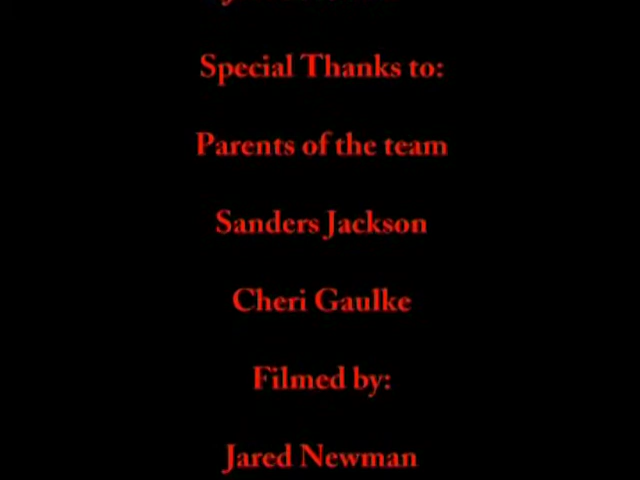 Special Thanks to:
Parents of the team
Sanders Jackson
Cheri Gaulke
Filmed by:
Jared Newman